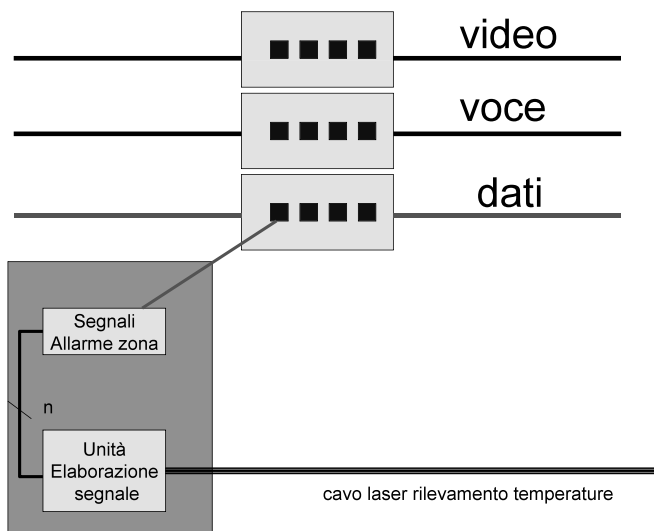 video
voce
dati
Segnali
Allarme zona
n
Unità
Elaborazione
segnale
cavo laser rilevamento temperature